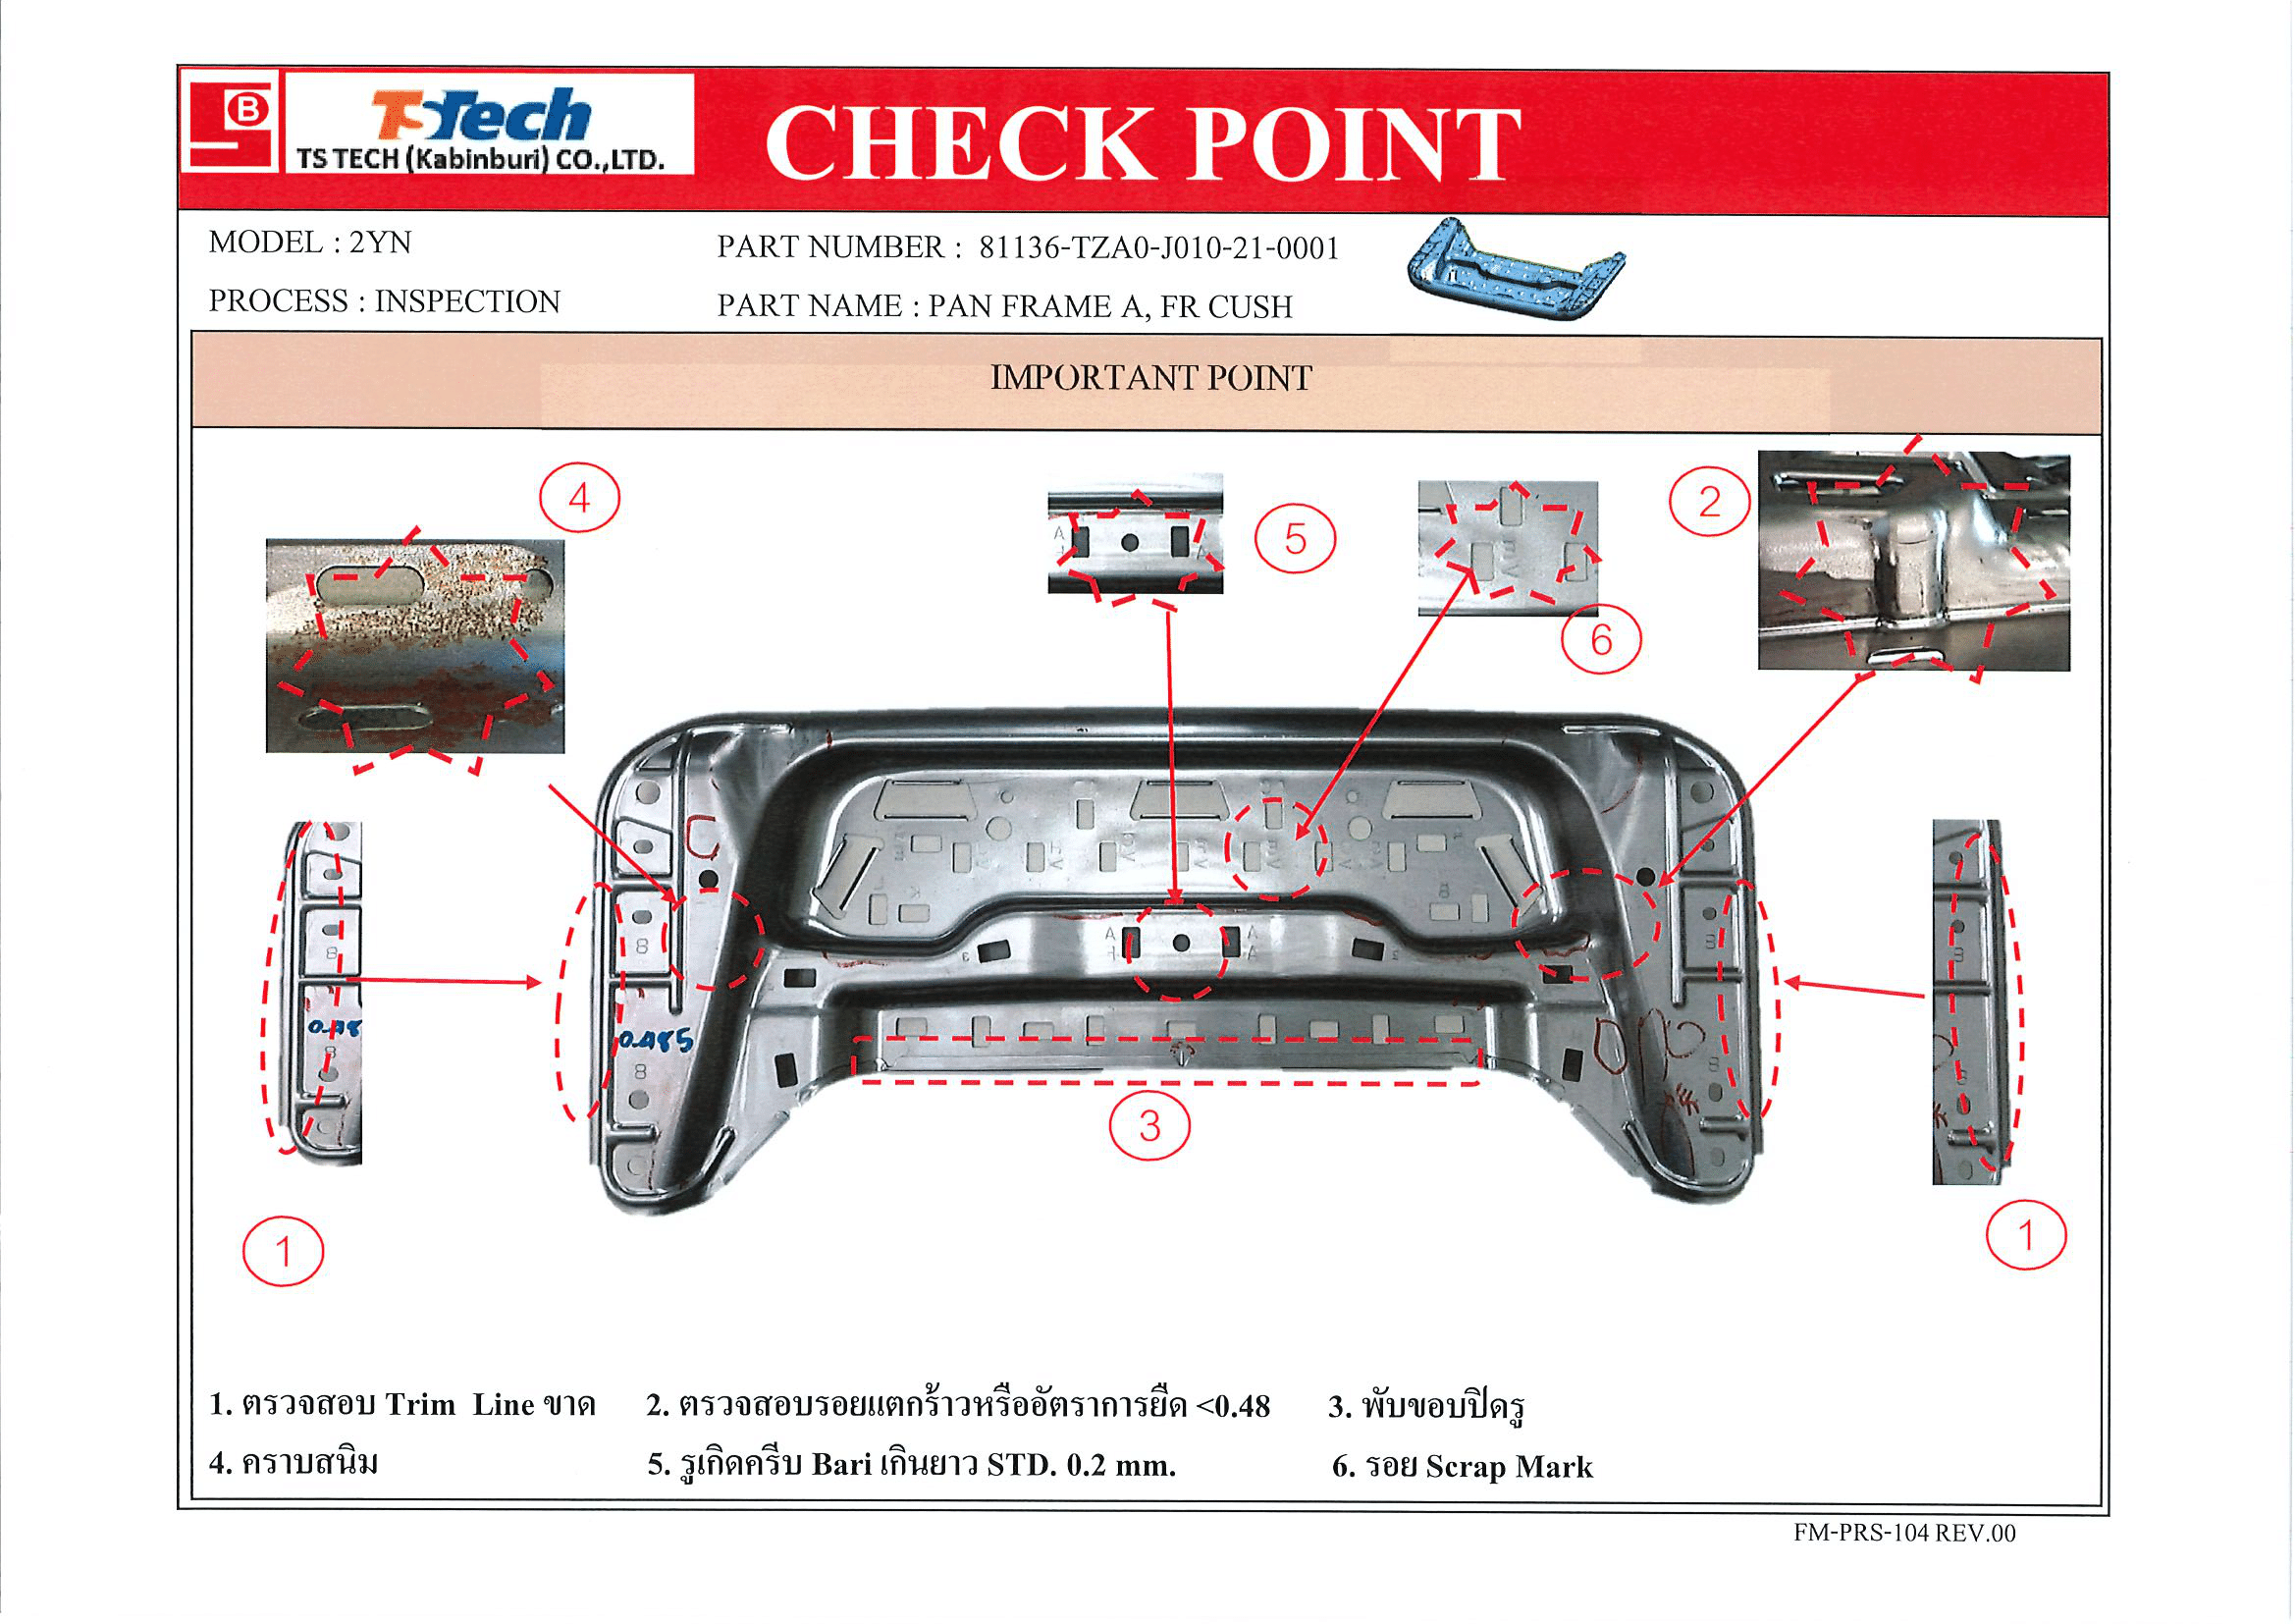 B
TS Tech
TS TECH (Kabinburi) CO.,LTD.
CHECK POINT
MODEL : 2YN
PART NUMBER : 81136-TZA0-J010-21-0001
PROCESS : INSPECTION
PART NAME : PAN FRAME A, FR CUSH
IMPORTANT POINT
4
5
6
2
0.485
8
8
3
1
1
1. ตรวจสอบ Trim Line ขาด
2. ตรวจสอบรอยแตกร้าวหรืออัตราการยืด <0.48
3. พับขอบปิดรู
4. คราบสนิม
5. รูเกิดครีบ Bari เกินยาว STD. 0.2 mm.
6. รอย Scrap Mark
FM-PRS-104 REV.00